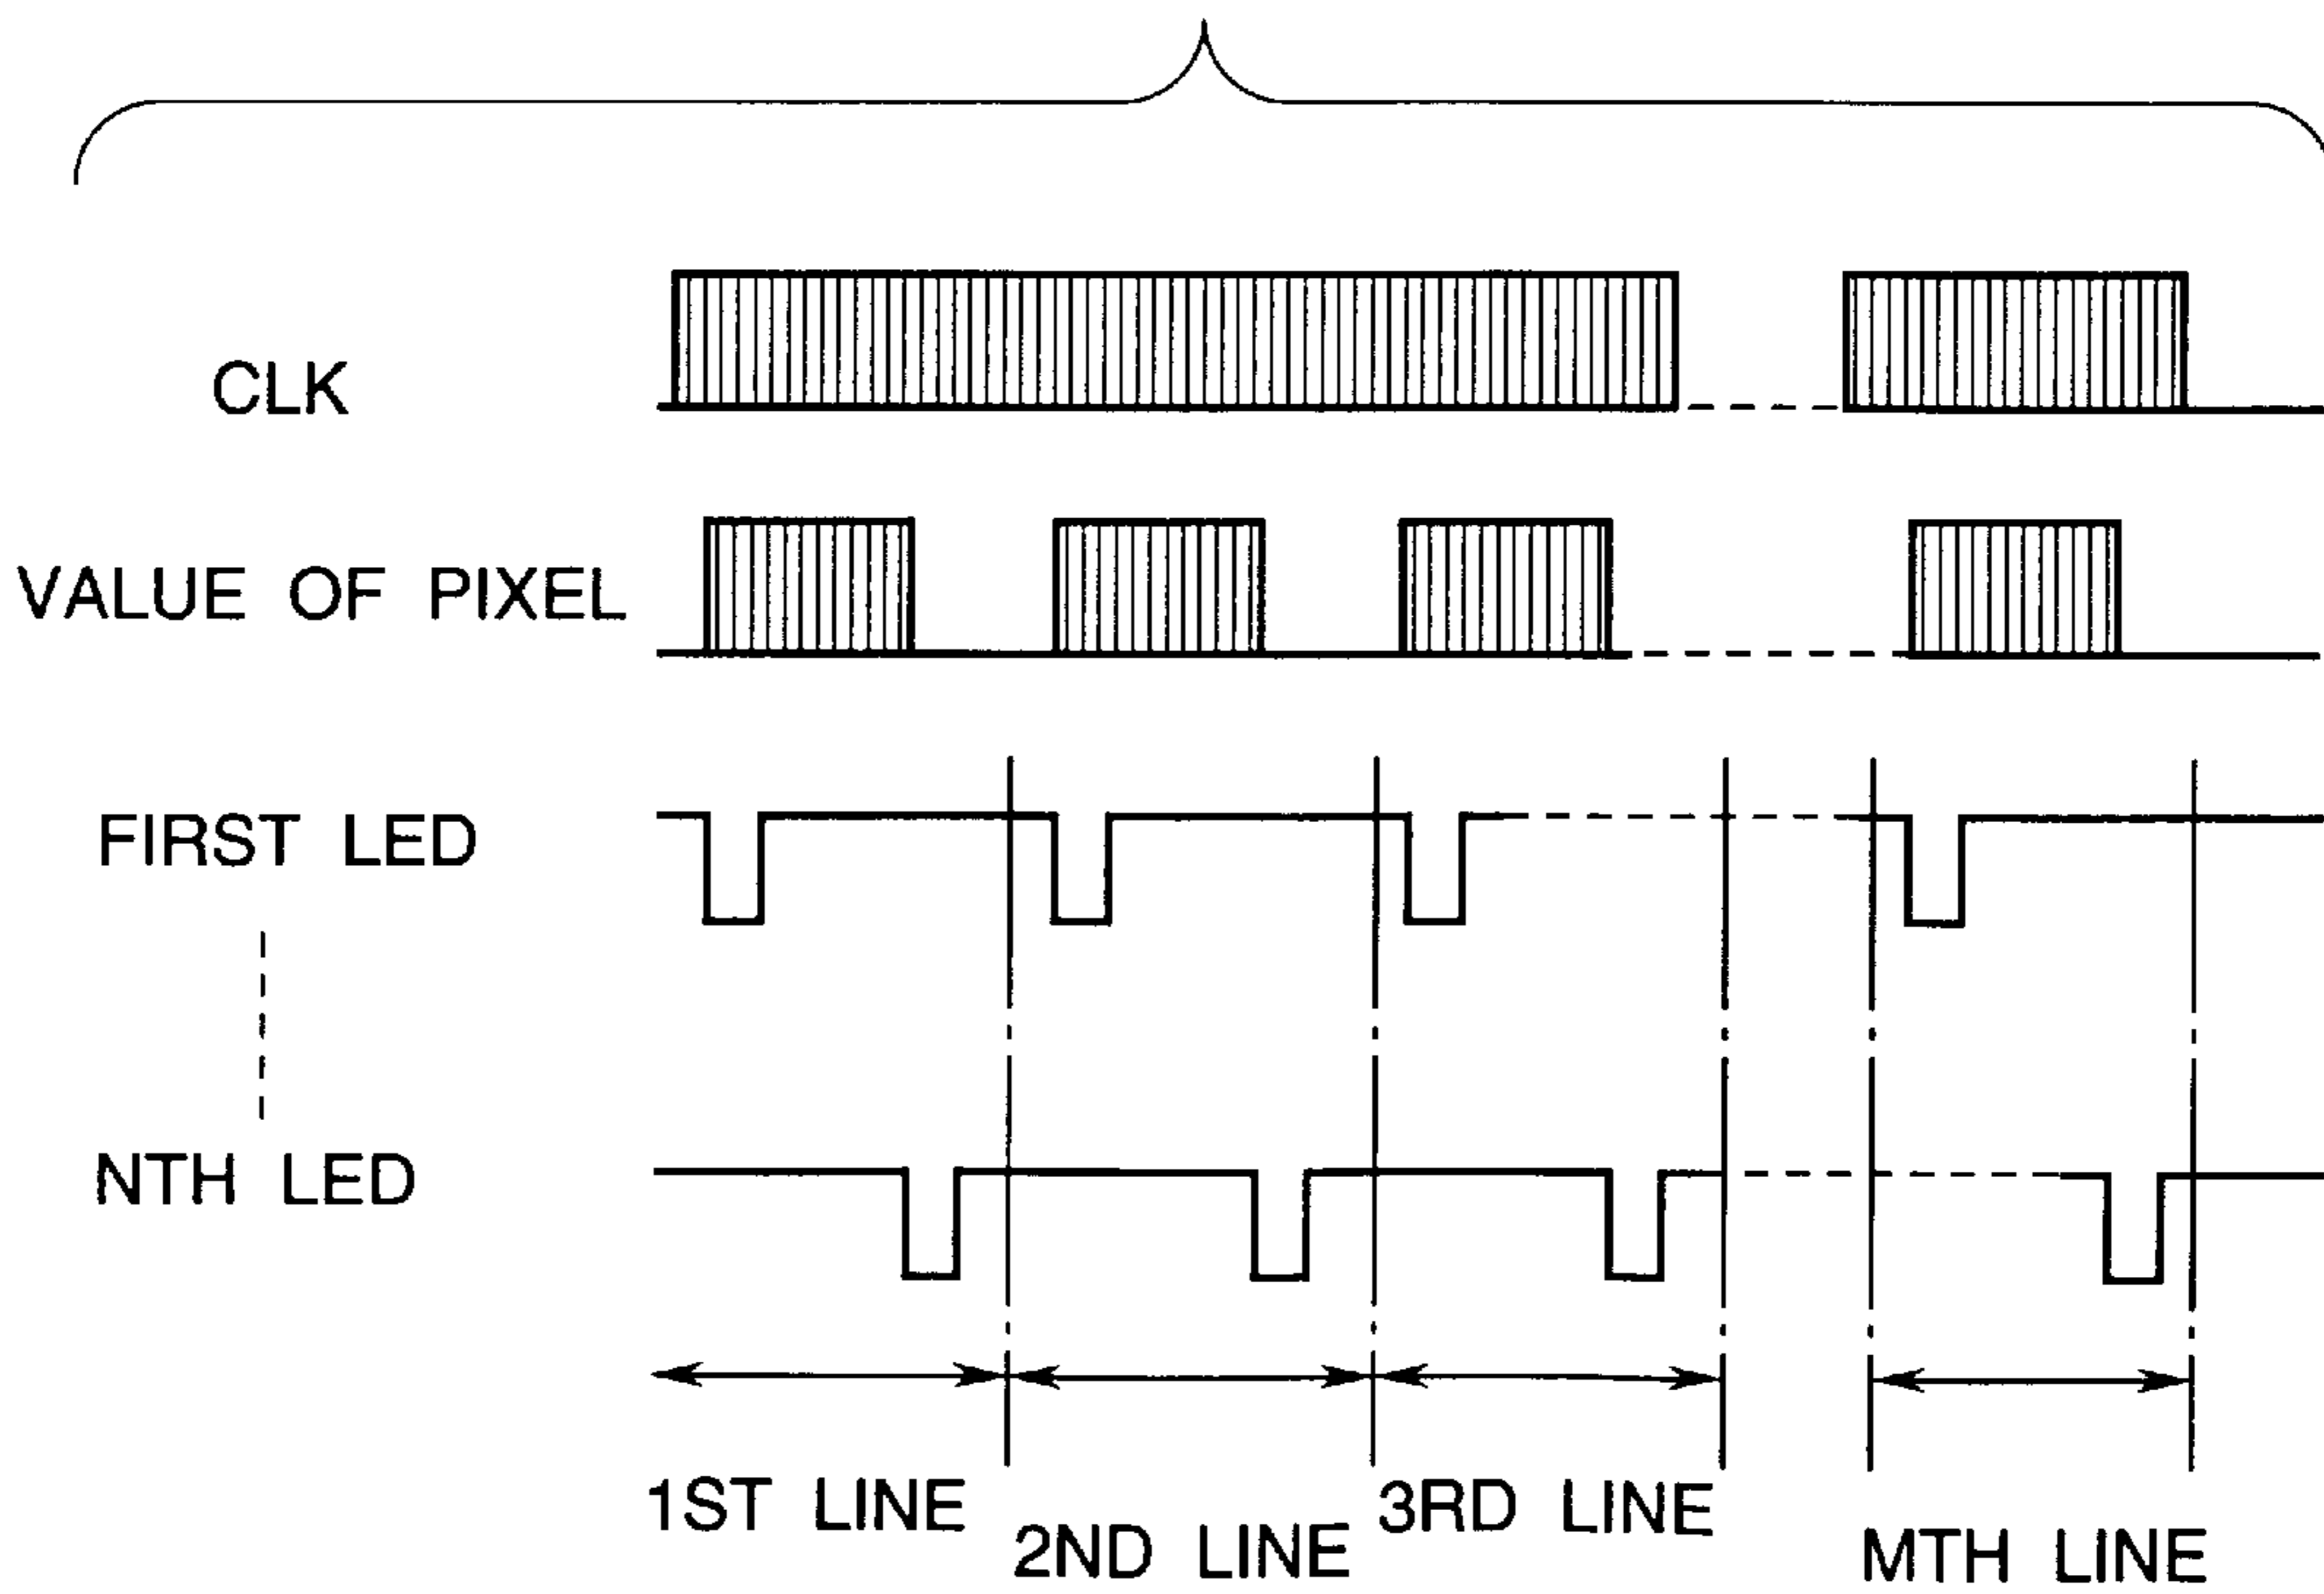 CLK
VALUE OF PIXEL
FIRST LED
NTH LED
1ST LINE
2ND LINE
3RD LINE
MTH LINE